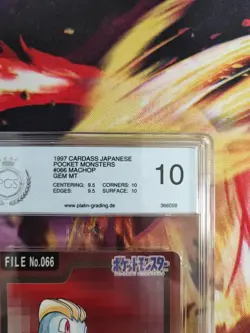 PGS
1997 CARDASS JAPANESE
POCKET MONSTERS
#066 MACHOP
GEM MT
CENTERING: 9.5 CORNERS: 10
EDGES: 9.5 SURFACE: 10
www.platin-grading.de
10
FILE No.066
ポケットモンスター